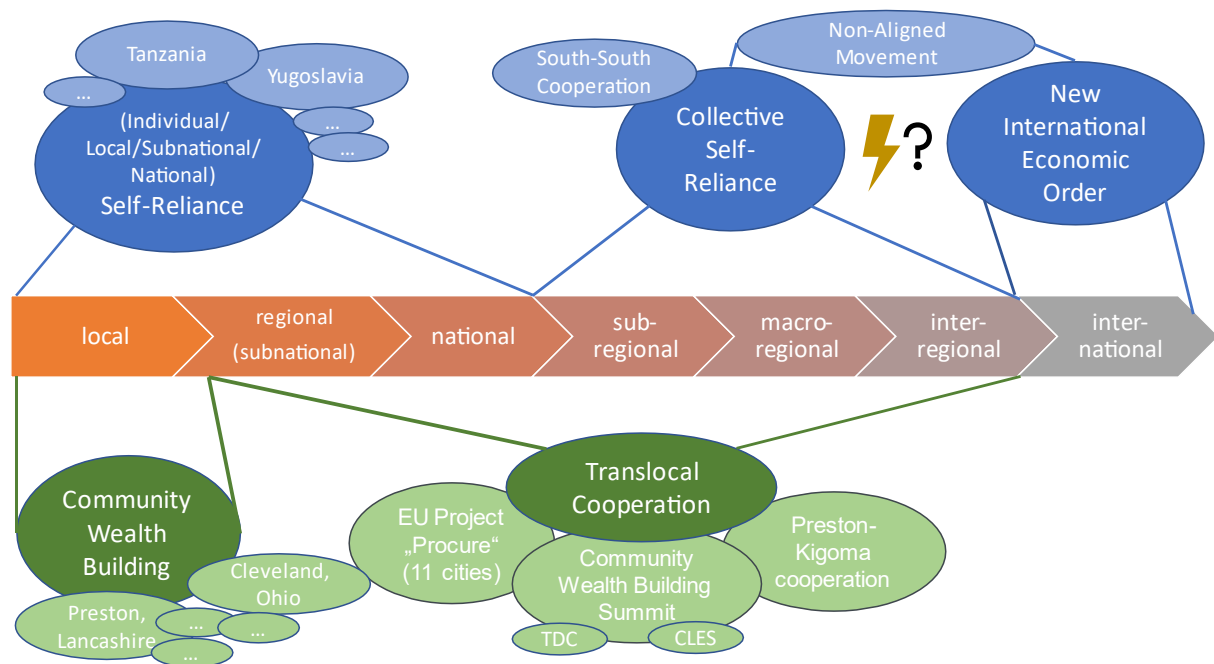 Tanzania
Yugoslavia
...
...
...
(Individual/
Local/Subnational/
National)
Self-Reliance
South-South
Cooperation
Non-Aligned
Movement
Collective
Self-
Reliance
?
New
International
Economic
Order
local
regional
(subnational)
national
sub-
regional
macro-
regional
inter-
regional
inter-
national
Community
Wealth
Building
Cleveland,
Ohio
Preston,
Lancashire
...
...
...
Translocal
Cooperation
EU Project
„Procure“
(11 cities)
Community
Wealth Building
Summit
TDC
CLES
Preston-
Kigoma
cooperation